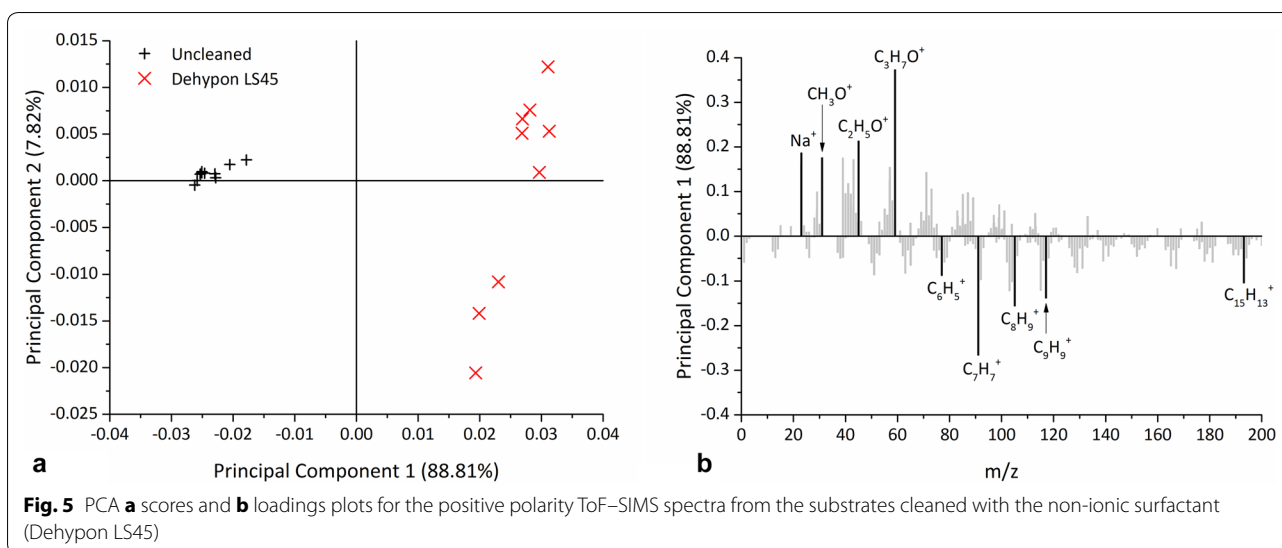 0.015
0.010
0.005
0.000
-0.005
-0.010
-0.015
-0.020
-0.025
Principal Component 2 (7.82%)
+ Uncleaned
× Dehypon LS45
-0.04 -0.03 -0.02 0.00 0.02 0.03 0.04
Principal Component 1 (88.81%)
a
0.4
0.3
0.2
0.1
0.0
-0.1
-0.2
-0.3
-0.4
Principal Component 1 (88.81%)
C₃H₇O⁺
CH₃O⁺
C₂H₅O⁺
Na⁺
C₆H₅⁺
C₁₅H₁₃⁺
C₈H₉⁺
C₉H₉⁺
C₇H₇⁺
0 20 40 60 80 100 120 140 160 180 200
m/z
b
Fig. 5 PCA a scores and b loadings plots for the positive polarity ToF–SIMS spectra from the substrates cleaned with the non-ionic surfactant
(Dehypon LS45)